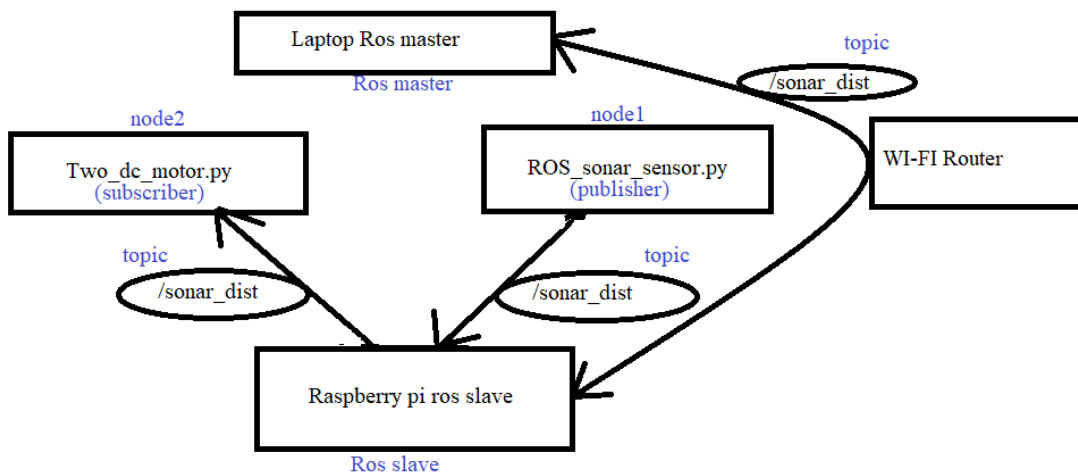 Laptop Ros master
Ros master
topic
/sonar_dist
node2
node1
Two_dc_motor.py
(subscriber)
ROS_sonar_sensor.py
(publisher)
WI-FI Router
topic
/sonar_dist
topic
/sonar_dist
Raspberry pi ros slave
Ros slave